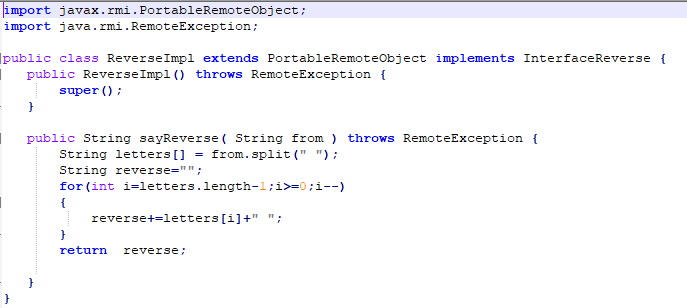 import javax.rmi.PortableRemoteObject;
import java.rmi.RemoteException;
public class ReverseImpl extends PortableRemoteObject implements InterfaceReverse {
public ReverseImpl() throws RemoteException {
super();
}
public String sayReverse( String from ) throws RemoteException {
String letters[] = from.split(" ");
String reverse="";
for(int i=letters.length-1;i>=0;i--)
{
reverse+=letters[i]+" ";
}
return  reverse;
}
}